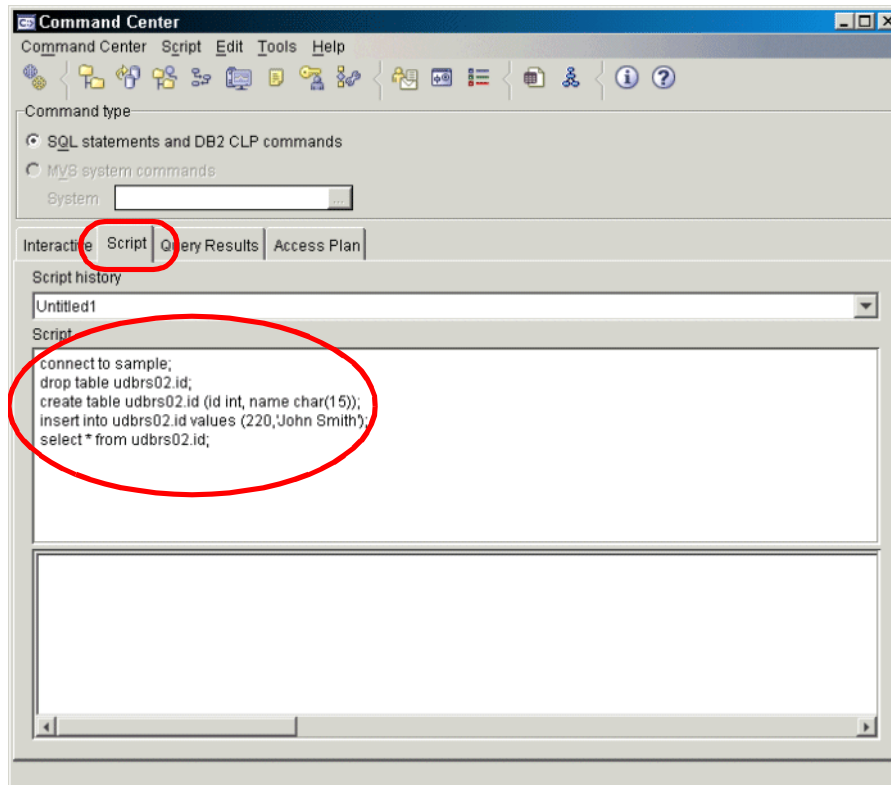 Command Center
Command Center Script Edit Tools Help
Command type
SQL statements and DB2 CLP commands
MVS system commands
System
...
Interactive Script Query Results Access Plan
Script history
Untitled1
Script
connect to sample;
drop table udbrs02.id;
create table udbrs02.id (id int, name char(15));
insert into udbrs02.id values (220,'John Smith');
select * from udbrs02.id;